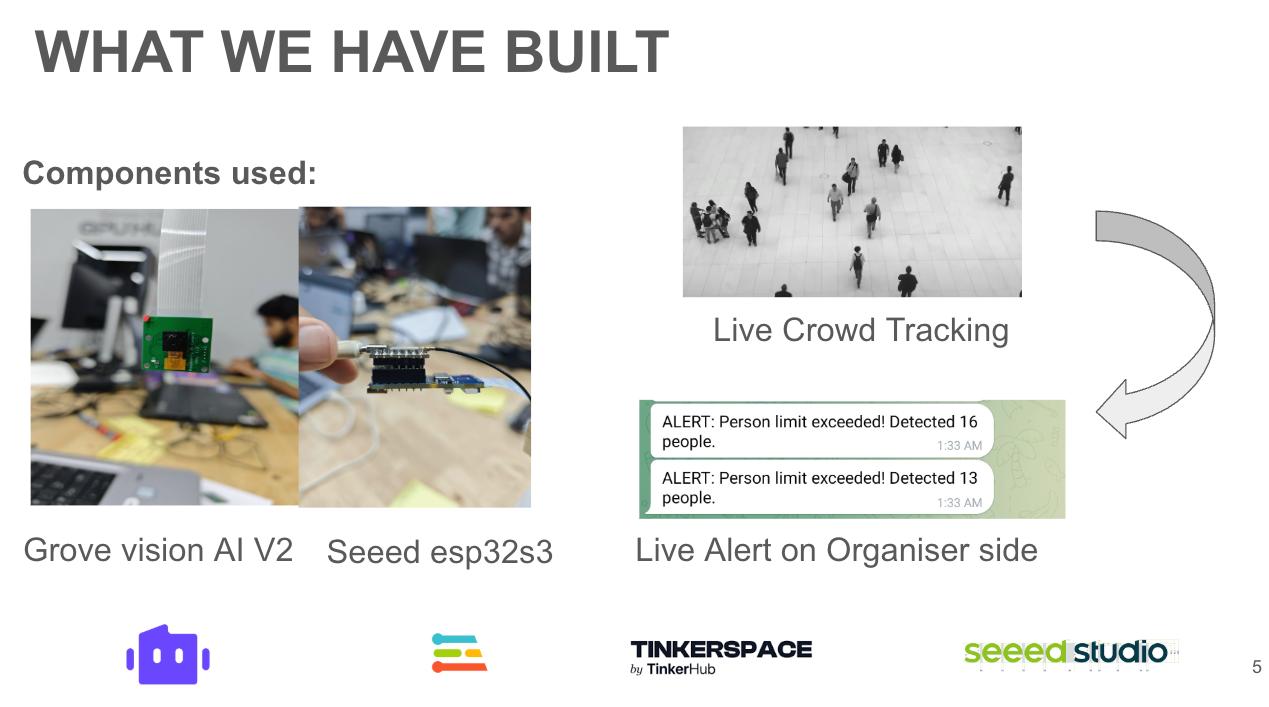 WHAT WE HAVE BUILT
Components used:
Grove vision AI V2
Seeed esp32s3
Live Crowd Tracking
ALERT: Person limit exceeded! Detected 16
people.
1:33 AM
ALERT: Person limit exceeded! Detected 13
people.
1:33 AM
Live Alert on Organiser side
TINKERSPACE
by TinkerHub
seeed studio
5